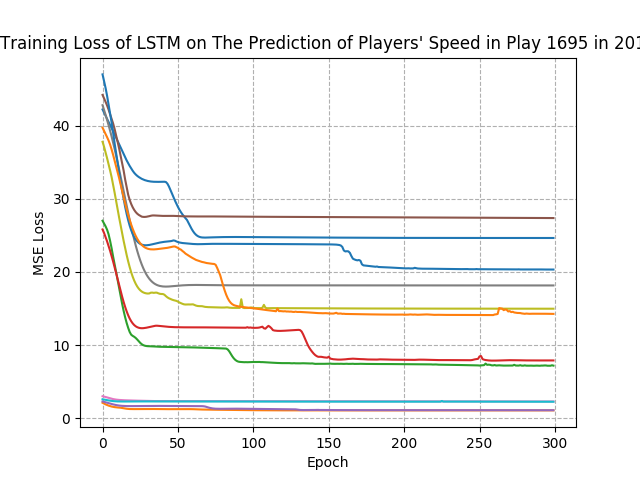 Training Loss of LSTM on The Prediction of Players' Speed in Play 1695 in 201
MSE Loss
40
30
20
10
0
0 50 100 150 200 250 300
Epoch